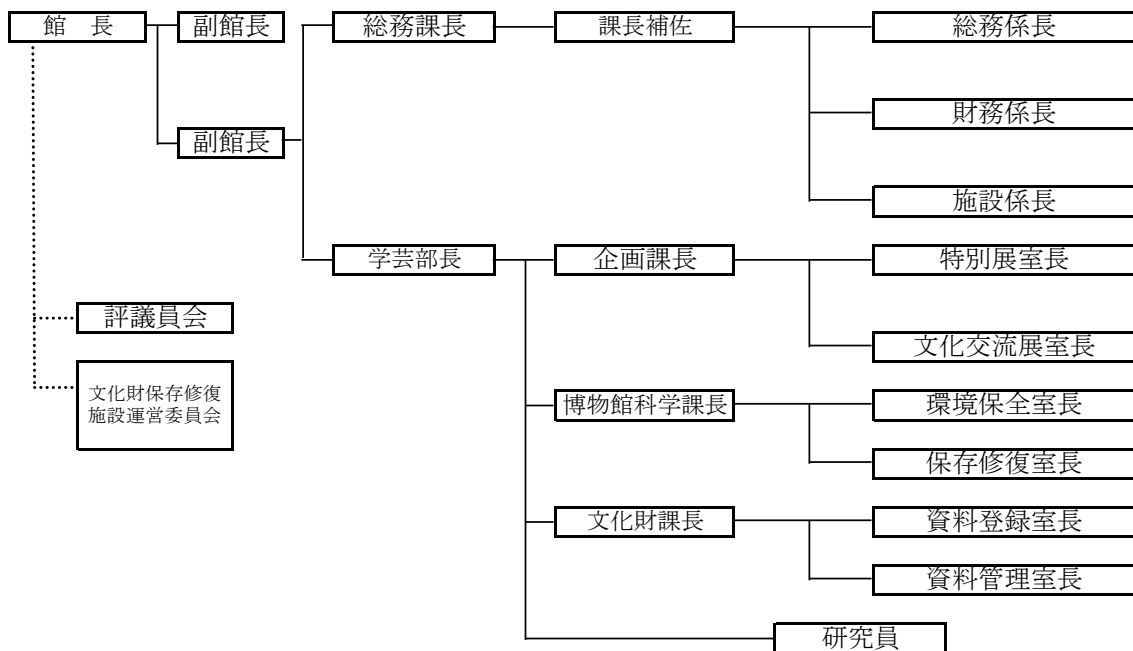 館　長
副館長
総務課長
課長補佐
総務係長
財務係長
副館長
施設係長
学芸部長
企画課長
特別展室長
評議員会
文化交流展室長
文化財保存修復
施設運営委員会
博物館科学課長
環境保全室長
保存修復室長
文化財課長
資料登録室長
資料管理室長
研究員